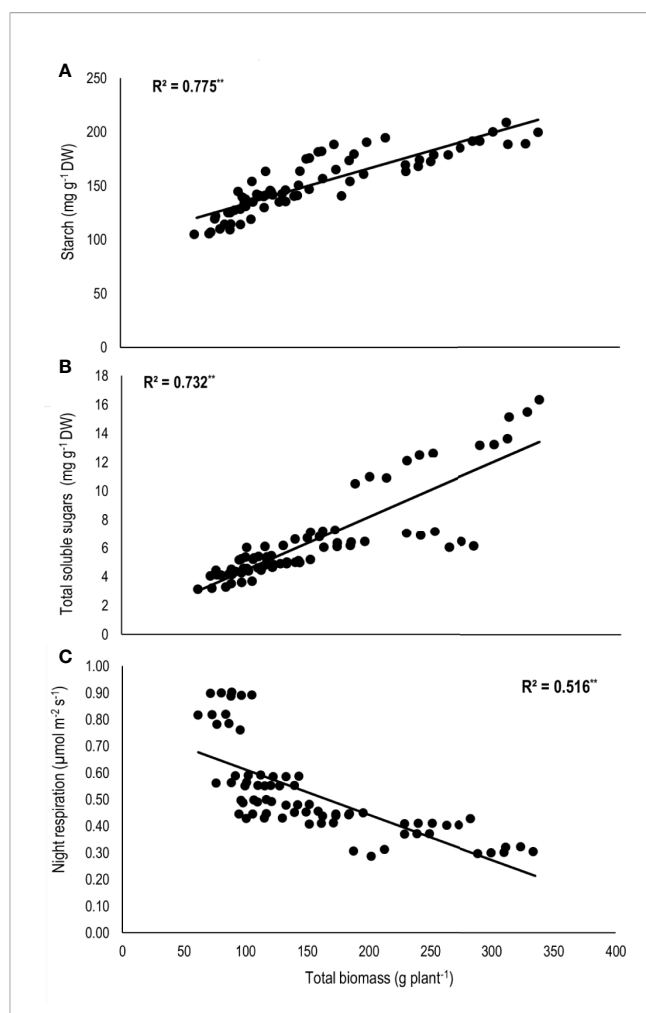 A
R² = 0.775**
250
200
150
100
50
0
Starch (mg g⁻¹ DW)
B
R² = 0.732**
18
16
14
12
10
8
6
4
2
0
Total soluble sugars (mg g⁻¹ DW)
C
R² = 0.516**
1.00
0.90
0.80
0.70
0.60
0.50
0.40
0.30
0.20
0.10
0.00
Night respiration (µmol m⁻² s⁻¹)
0 50 100 150 200 250 300 350 400
Total biomass (g plant⁻¹)